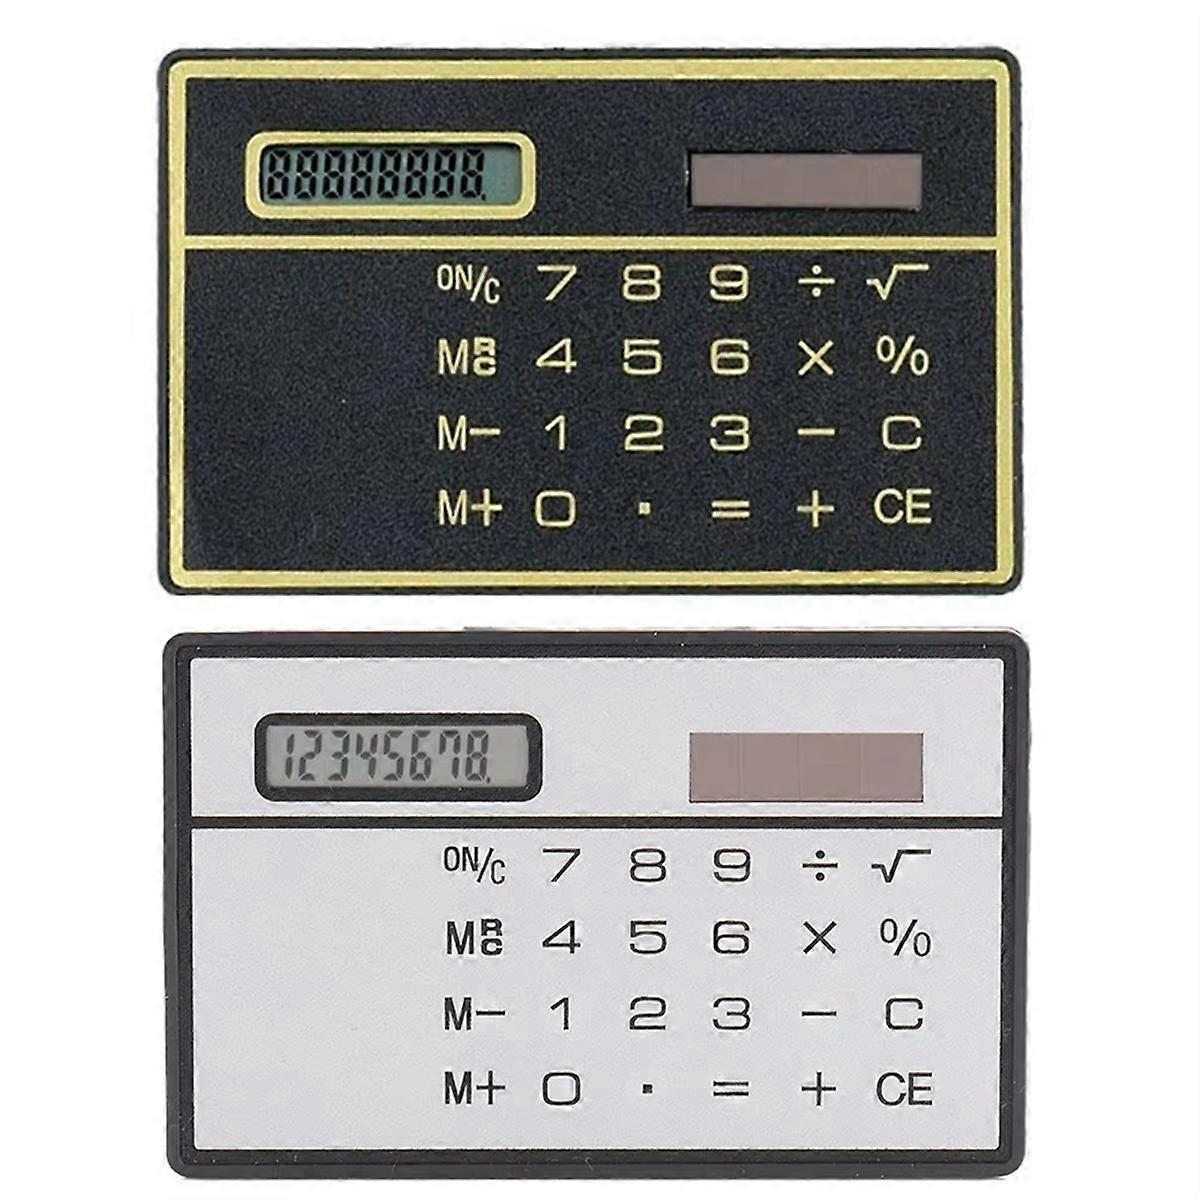 88888888.
ON/C 7 8 9 ÷ √
MRC 4 5 6 × %
M− 1 2 3 − C
M+ 0 . = + CE
12345678.
ON/C 7 8 9 ÷ √
MRC 4 5 6 × %
M− 1 2 3 − C
M+ 0 . = + CE